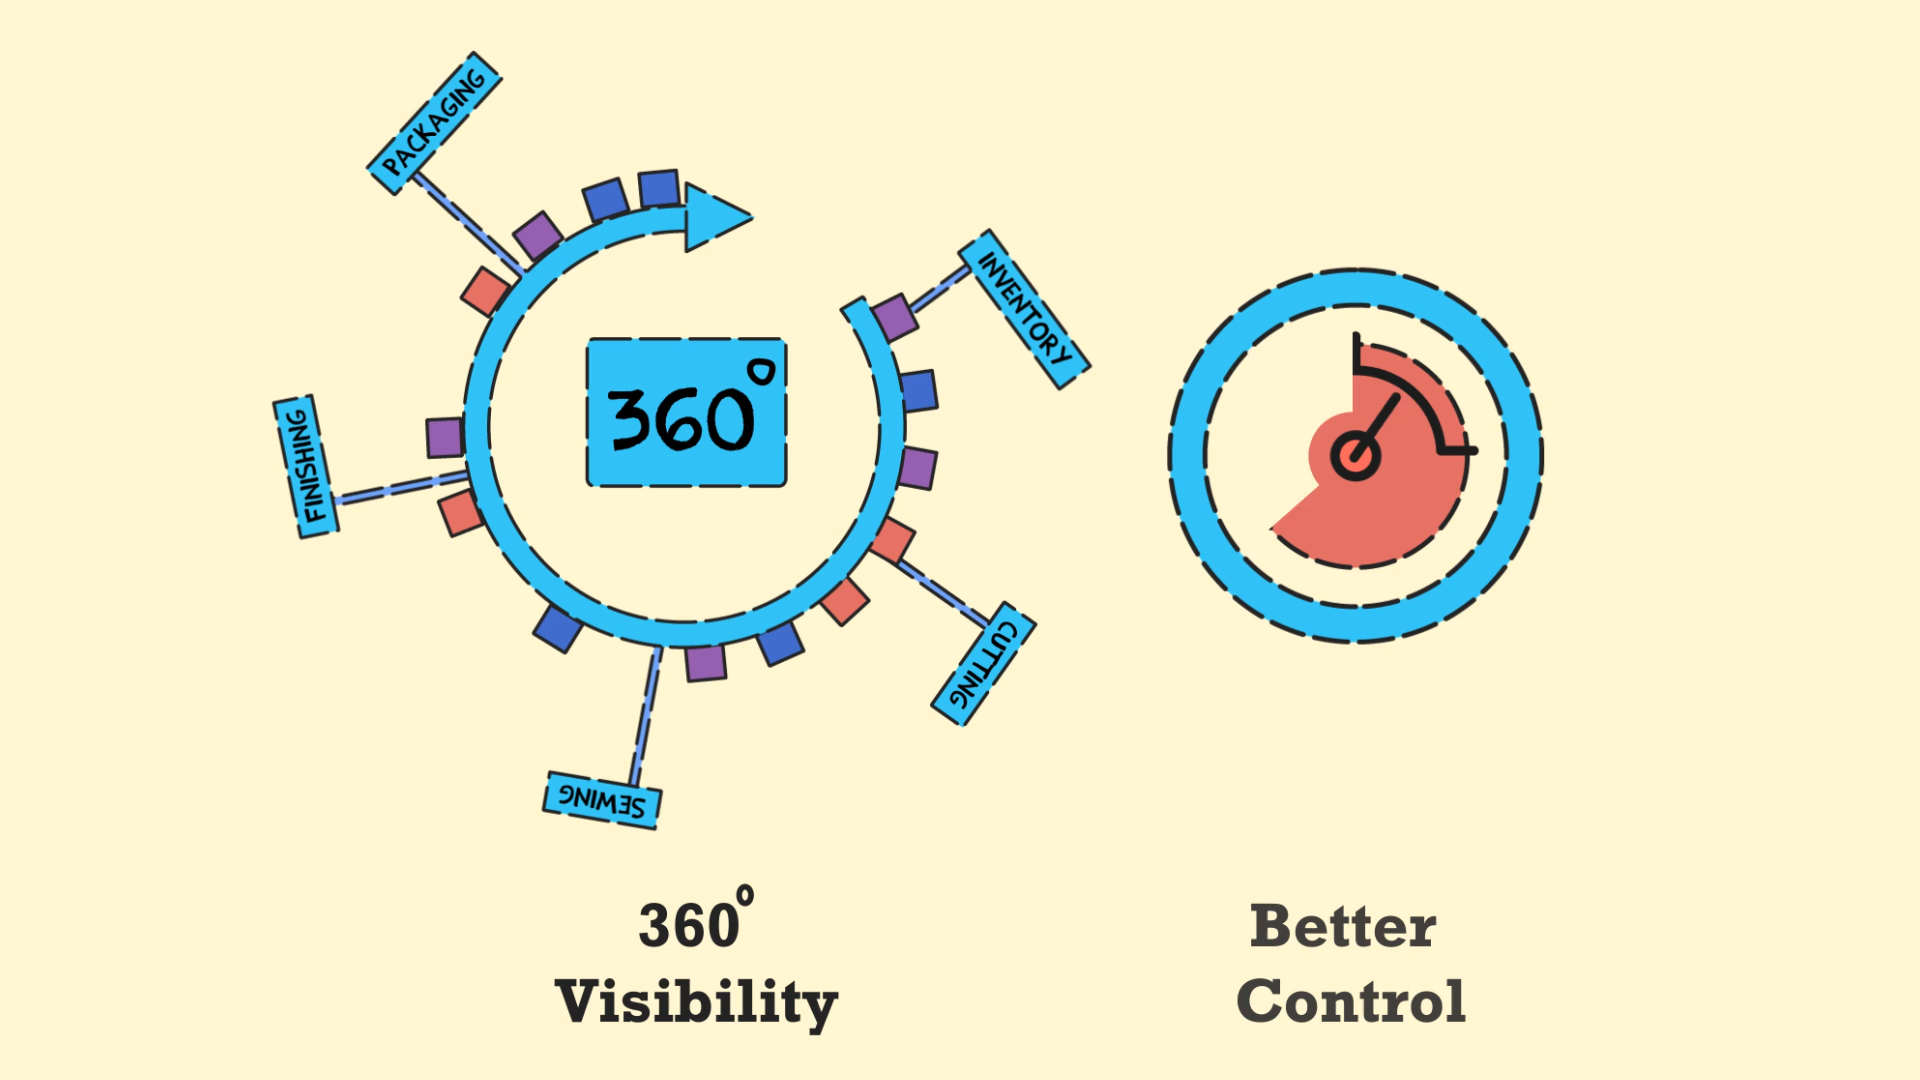 PACKAGING
INVENTORY
360°
FINISHING
CUTTING
SEWING
360°
Visibility
Better
Control